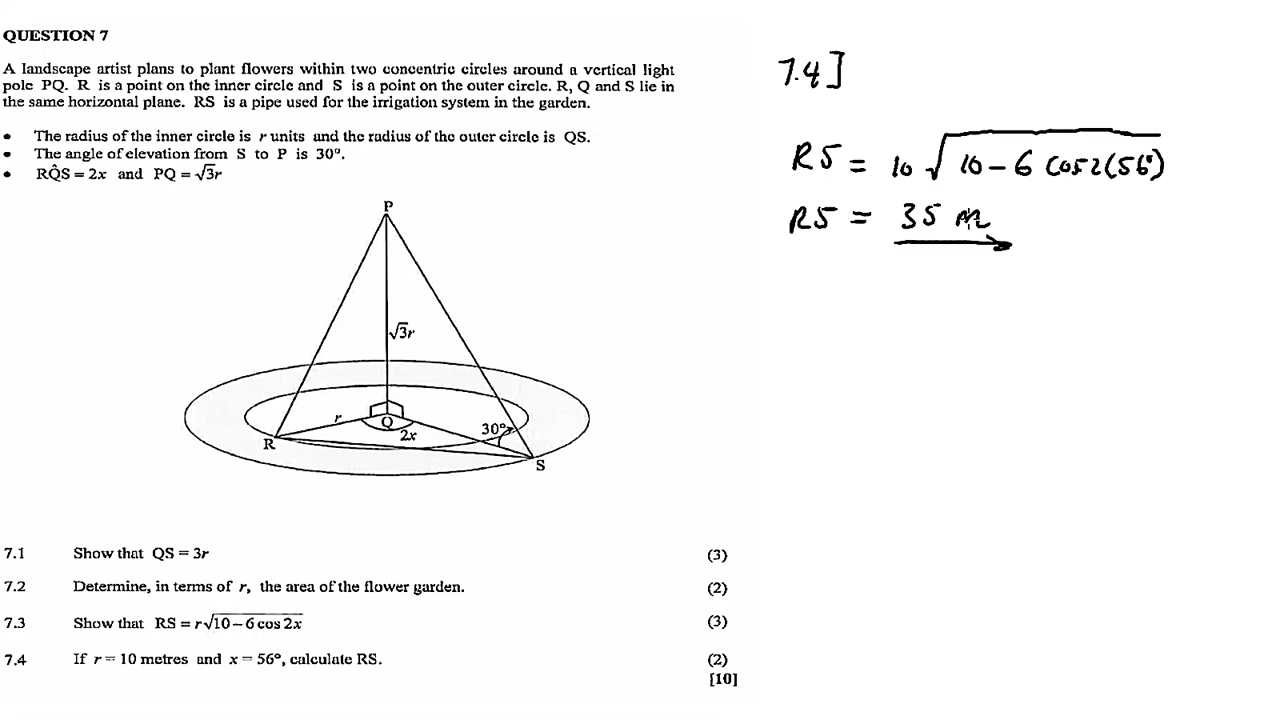 QUESTION 7
A landscape artist plans to plant flowers within two concentric circles around a vertical light
pole PQ. R is a point on the inner circle and S is a point on the outer circle. R, Q and S lie in
the same horizontal plane. RS is a pipe used for the irrigation system in the garden.
• The radius of the inner circle is r units and the radius of the outer circle is QS.
• The angle of elevation from S to P is 30°.
• RQ̂S = 2x and PQ = √3r
P
√3r
r
Q
2x
30°
R
S
7.1 Show that QS = 3r (3)
7.2 Determine, in terms of r, the area of the flower garden. (2)
7.3 Show that RS = r√(10 – 6 cos 2x) (3)
7.4 If r = 10 metres and x = 56°, calculate RS. (2)
[10]
7.4]
RS = 10 √(10 – 6 cos 2(56°))
RS = 35 m